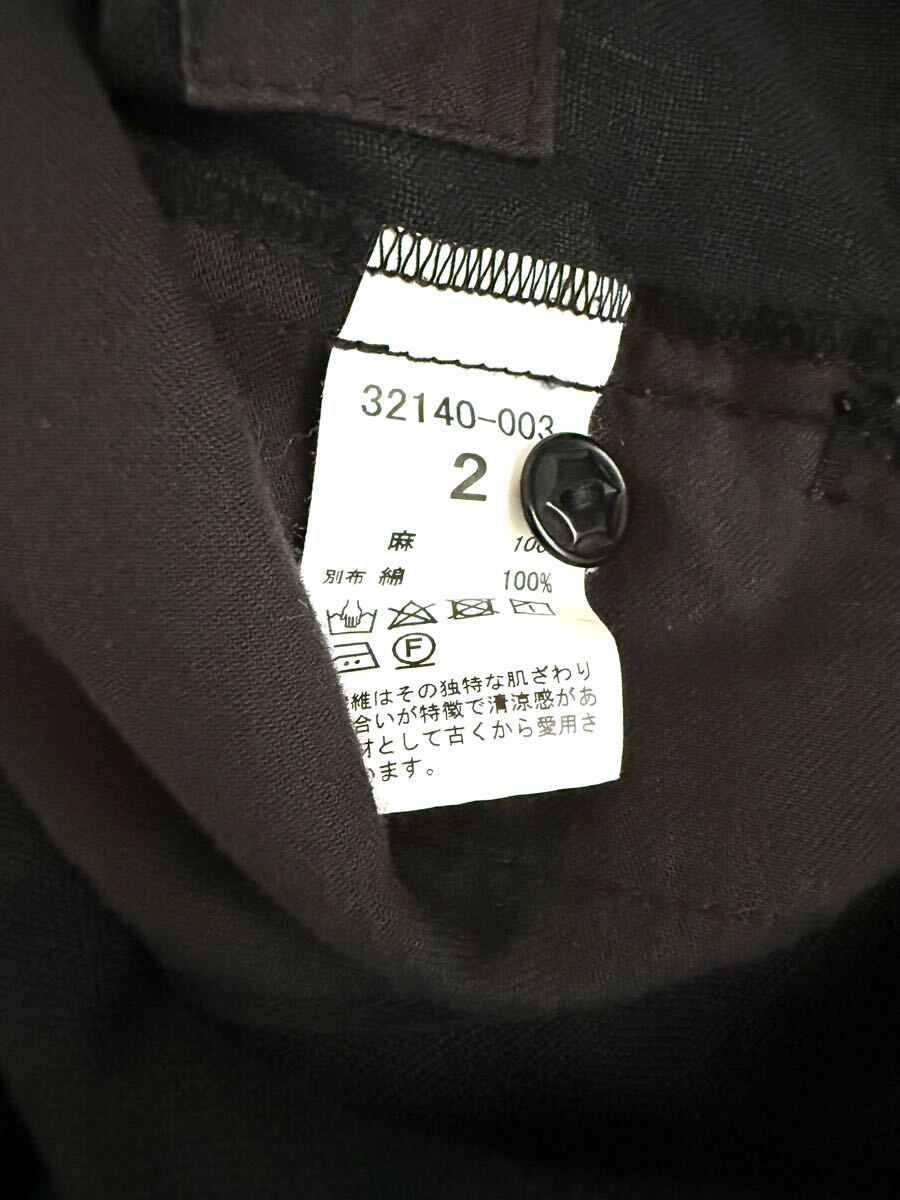 32140-003
2
麻 100
別布 綿 100%
F
維はその独特な肌ざわり
合いが特徴で清涼感があ
材として古くから愛用さ
います。